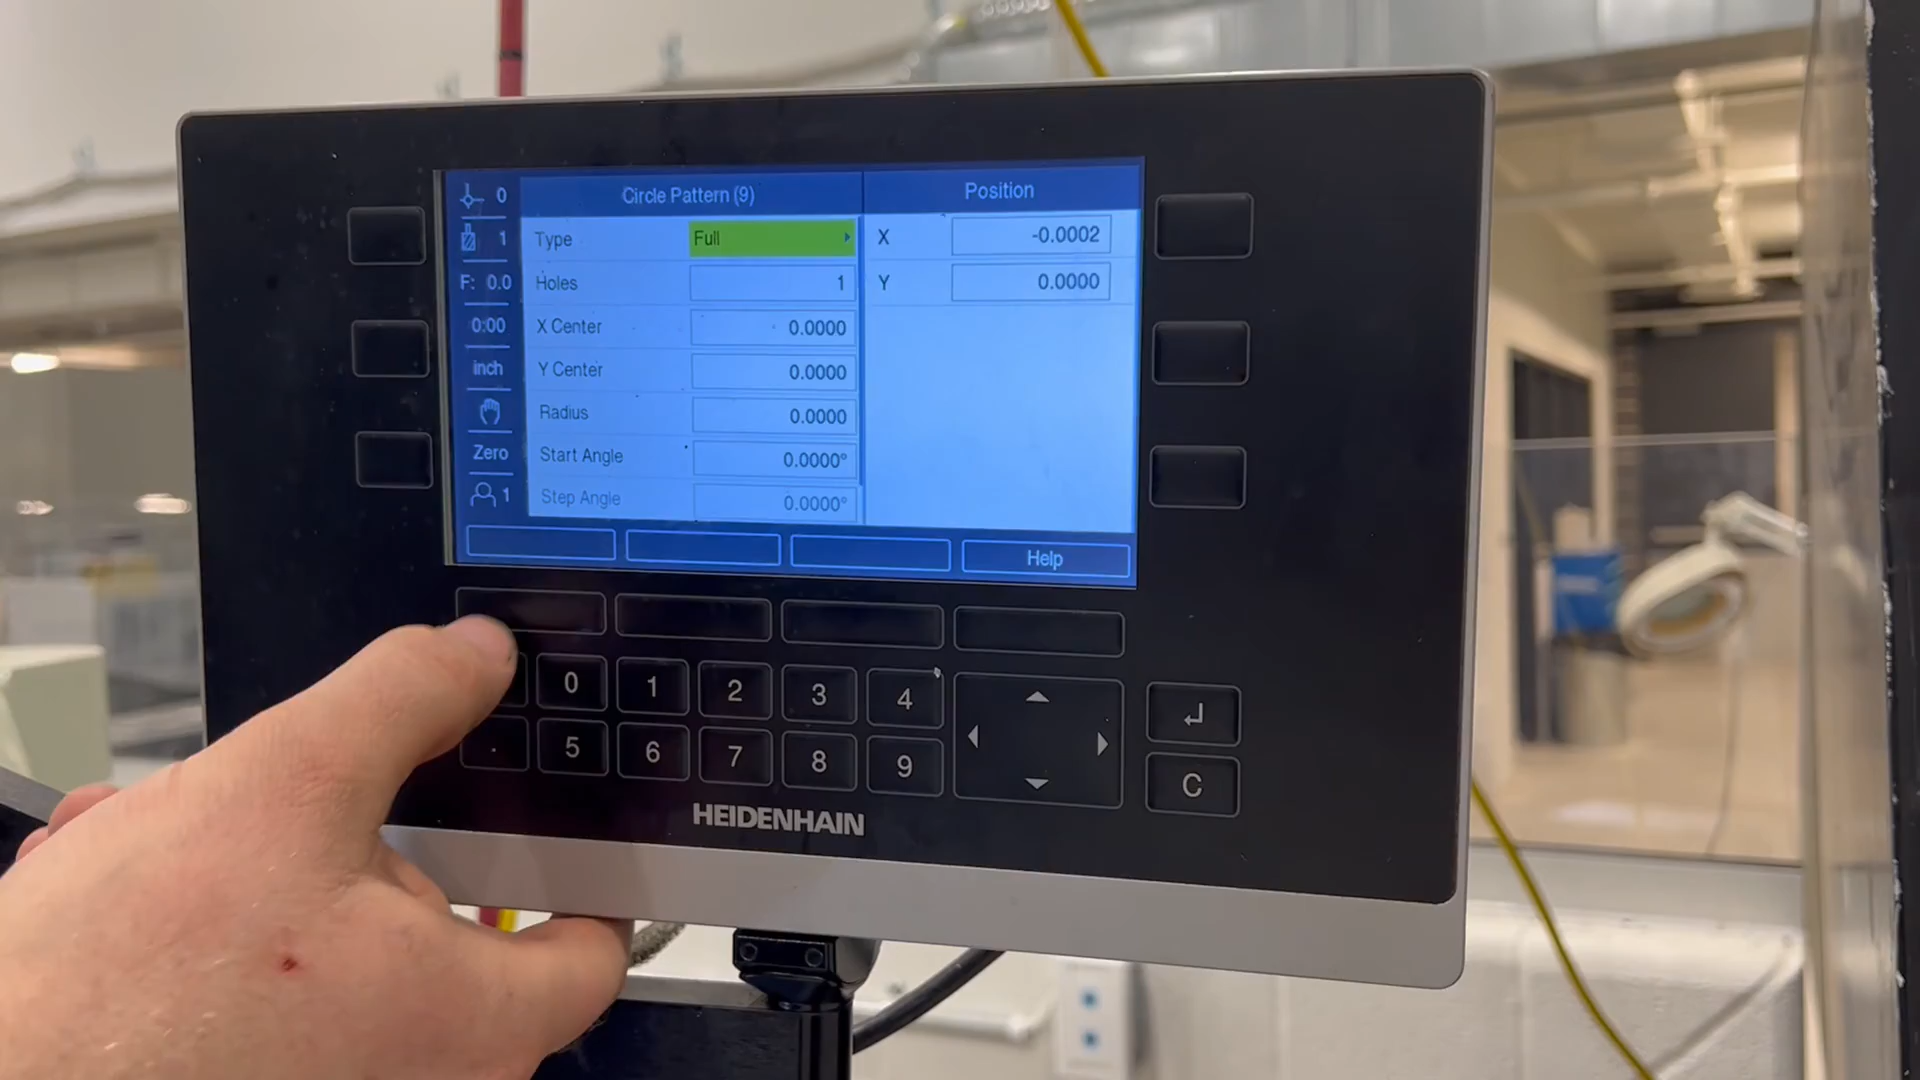 0
1
F: 0.0
0:00
inch
Zero
1
Circle Pattern (9)
Type Full
Holes 1
X Center 0.0000
Y Center 0.0000
Radius 0.0000
Start Angle 0.0000°
Step Angle 0.0000°
Position
X -0.0002
Y 0.0000
Help
0 1 2 3 4
. 5 6 7 8 9
C
HEIDENHAIN